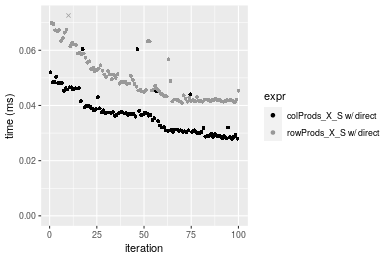 0.06
0.04
0.02
0.00
time (ms)
0
25
50
75
100
iteration
expr
colProds_X_S w/ direct
rowProds_X_S w/ direct